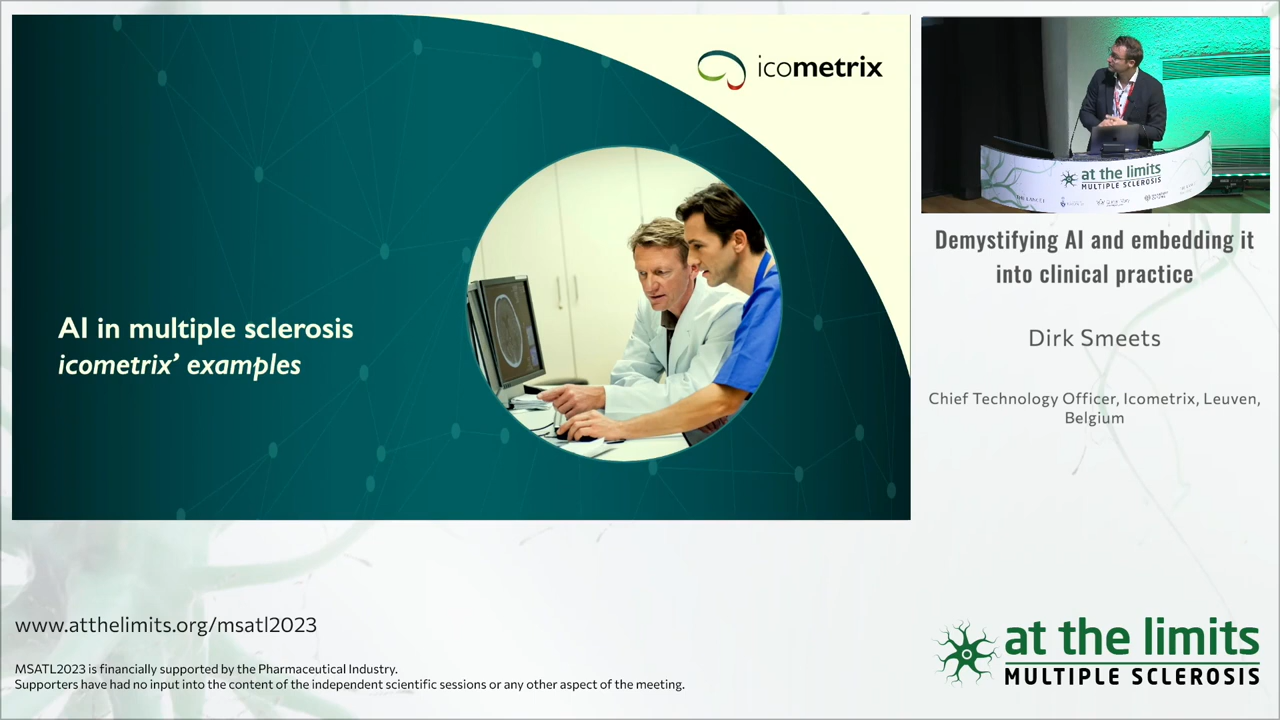 icometrix
AI in multiple sclerosis
icometrix’ examples
at the limits
MULTIPLE SCLEROSIS
Demystifying AI and embedding it
into clinical practice
Dirk Smeets
Chief Technology Officer, Icometrix, Leuven,
Belgium
www.atthelimits.org/msatl2023
MSATL2023 is financially supported by the Pharmaceutical Industry.
Supporters have had no input into the content of the independent scientific sessions or any other aspect of the meeting.
at the limits
MULTIPLE SCLEROSIS